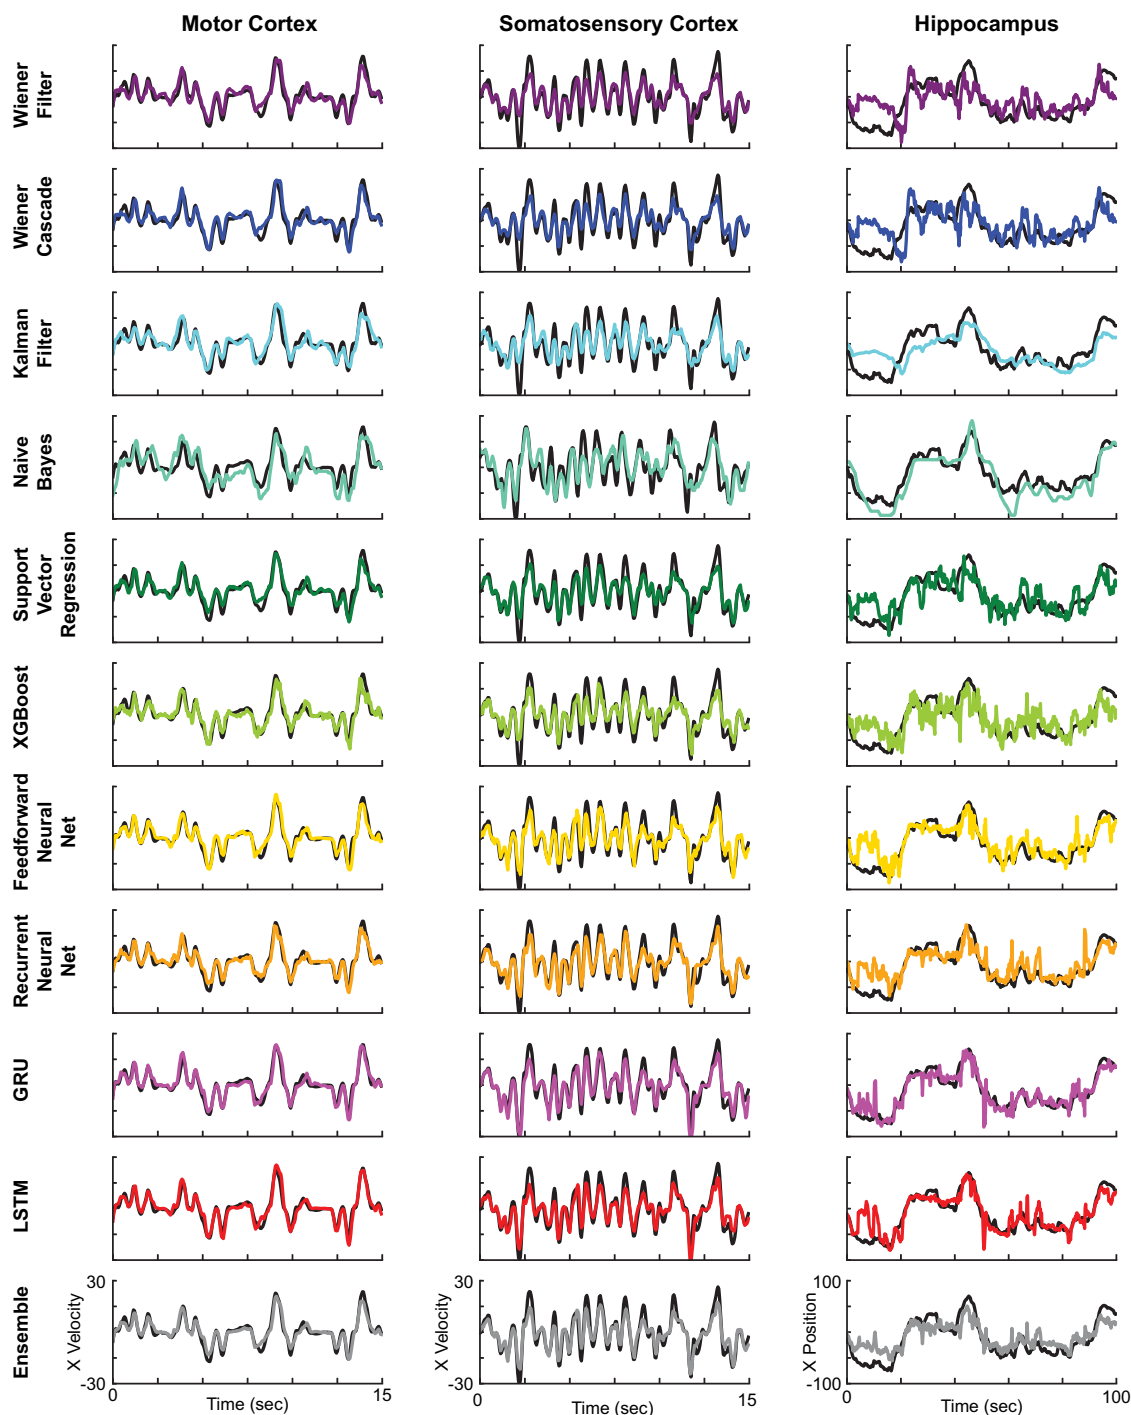 Motor Cortex
Somatosensory Cortex
Hippocampus
Wiener
Filter
Wiener
Cascade
Kalman
Filter
Naive
Bayes
Support
Vector
Regression
XGBoost
Feedforward
Neural
Net
Recurrent
Neural
Net
GRU
LSTM
Ensemble
30
X Velocity
-30
0
Time (sec)
15
30
X Velocity
-30
0
Time (sec)
15
100
X Position
-100
0
Time (sec)
100